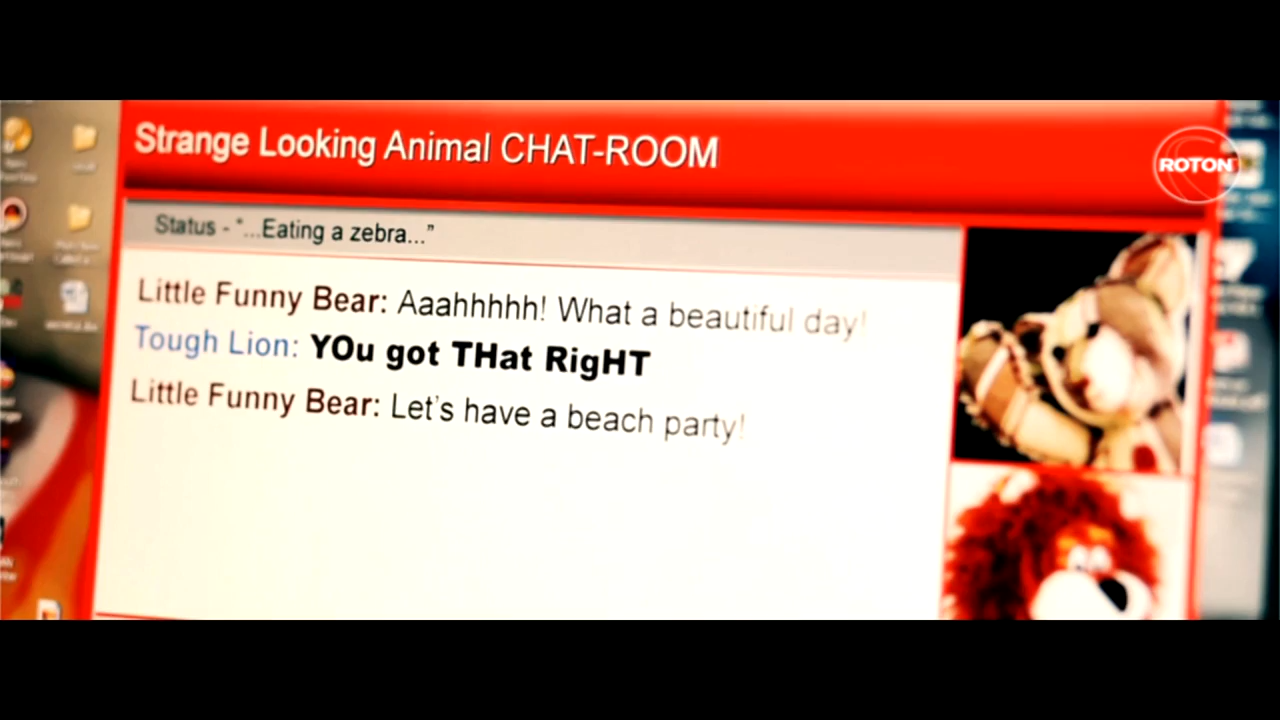 Strange Looking Animal CHAT-ROOM
ROTON
Status - "...Eating a zebra..."
Little Funny Bear: Aaahhhhh! What a beautiful day!
Tough Lion: YOu got THat RigHT
Little Funny Bear: Let's have a beach party!